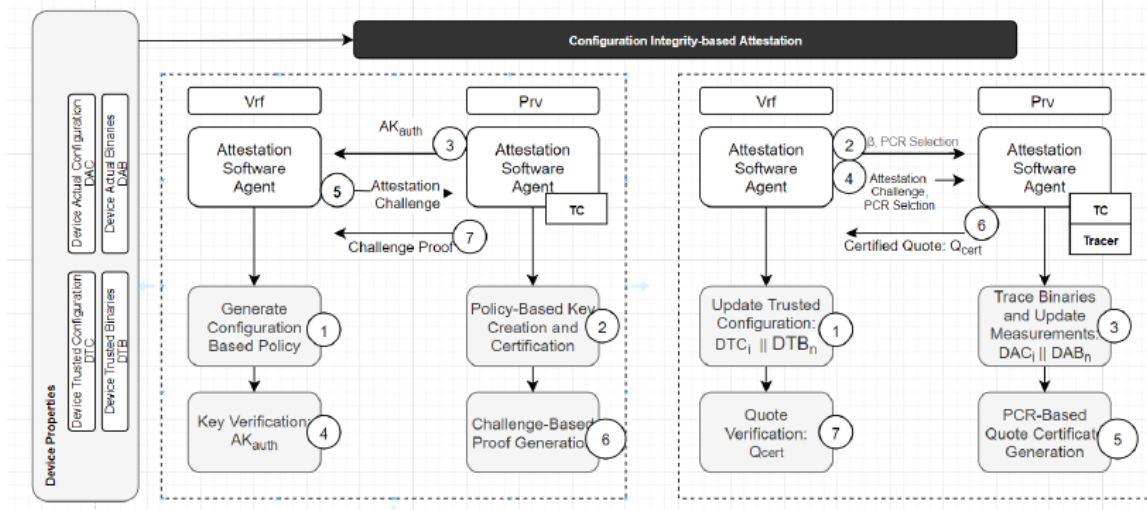 Configuration Integrity-based Attestation
Device Properties
Device Actual Configuration
DAC
Device Actual Binaries
DAB
Device Trusted Configuration
DTC
Device Trusted Binaries
DTB
Vrf
Prv
Attestation
Software
Agent
Attestation
Software
Agent
TC
AKauth
3
5
Attestation
Challenge
7
Challenge Proof
Generate
Configuration
Based Policy
1
Policy-Based Key
Creation and
Certification
2
Key Verification:
AKauth
4
Challenge-Based
Proof Generation
6
Vrf
Prv
Attestation
Software
Agent
Attestation
Software
Agent
TC
Tracer
2
β, PCR Selection
4
Attestation
Challenge,
PCR Selction
6
Certified Quote: Qcert
Update Trusted
Configuration:
DTCi || DTBn
1
Trace Binaries
and Update
Measurements:
DACi || DABn
3
Quote
Verification:
Qcert
7
PCR-Based
Quote Certificate
Generation
5